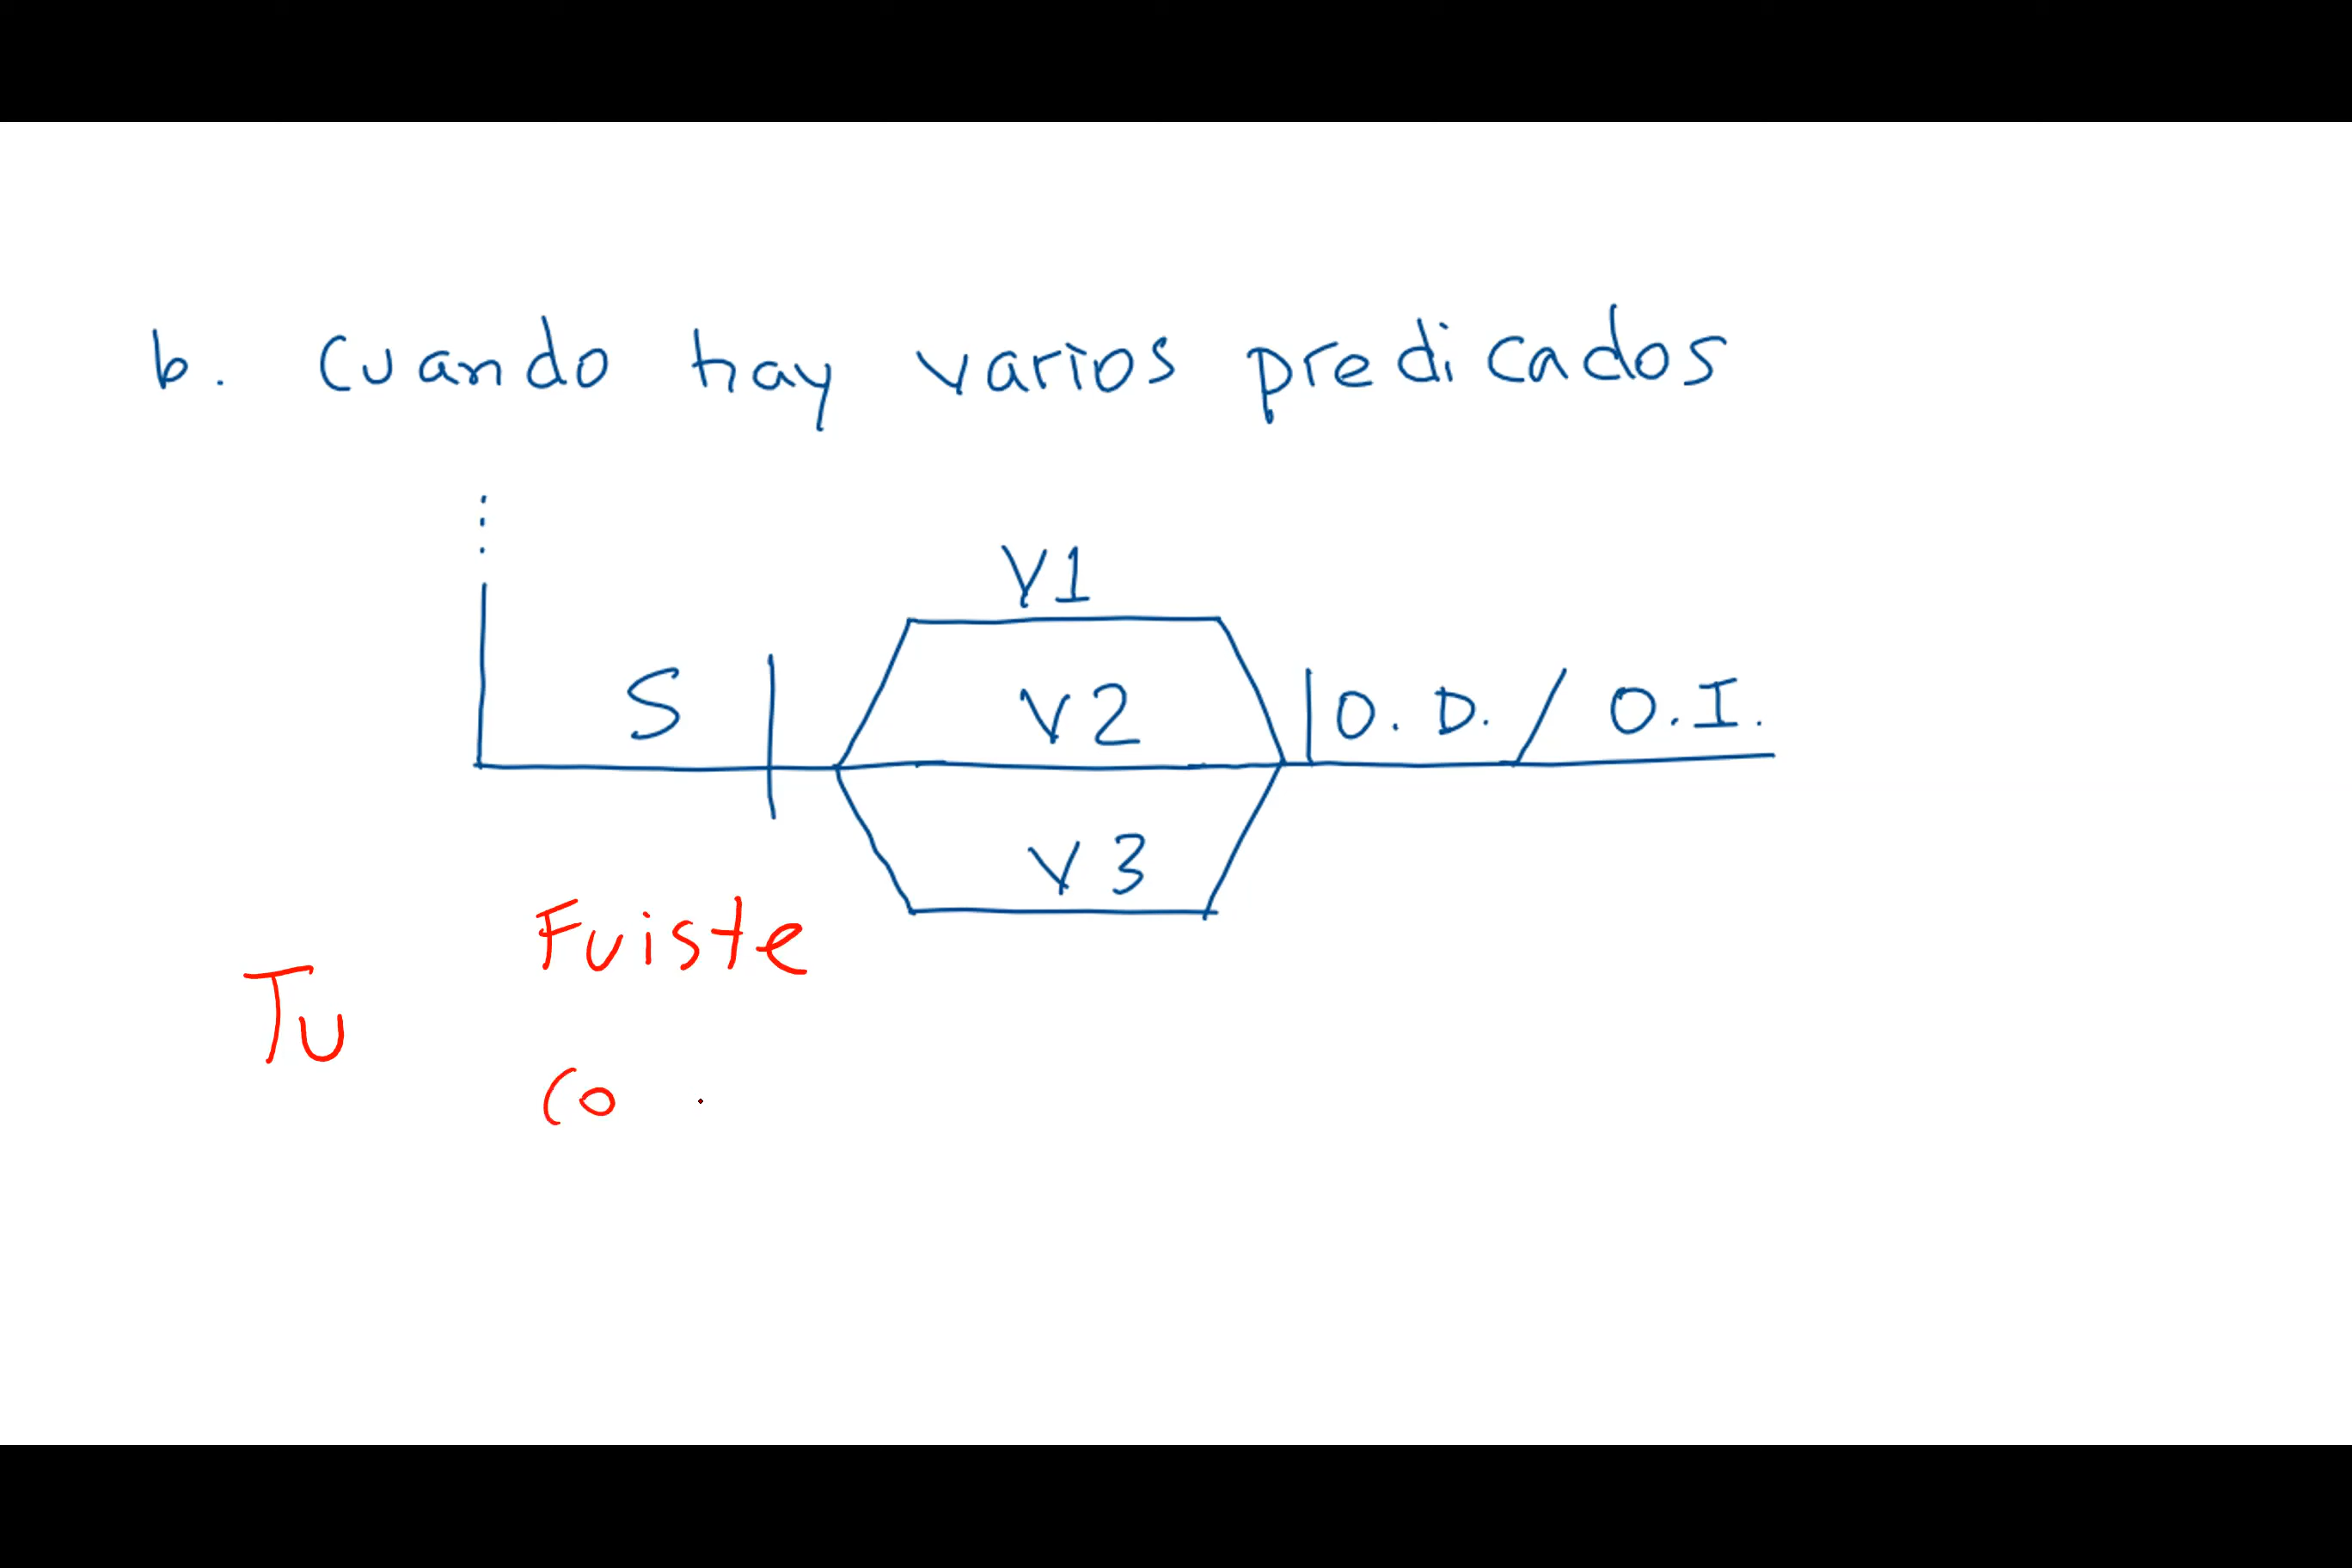 b. Cuando hay varios predicados
V1
S V2 O.D. O.I.
V3
Fuiste
Tu
Co